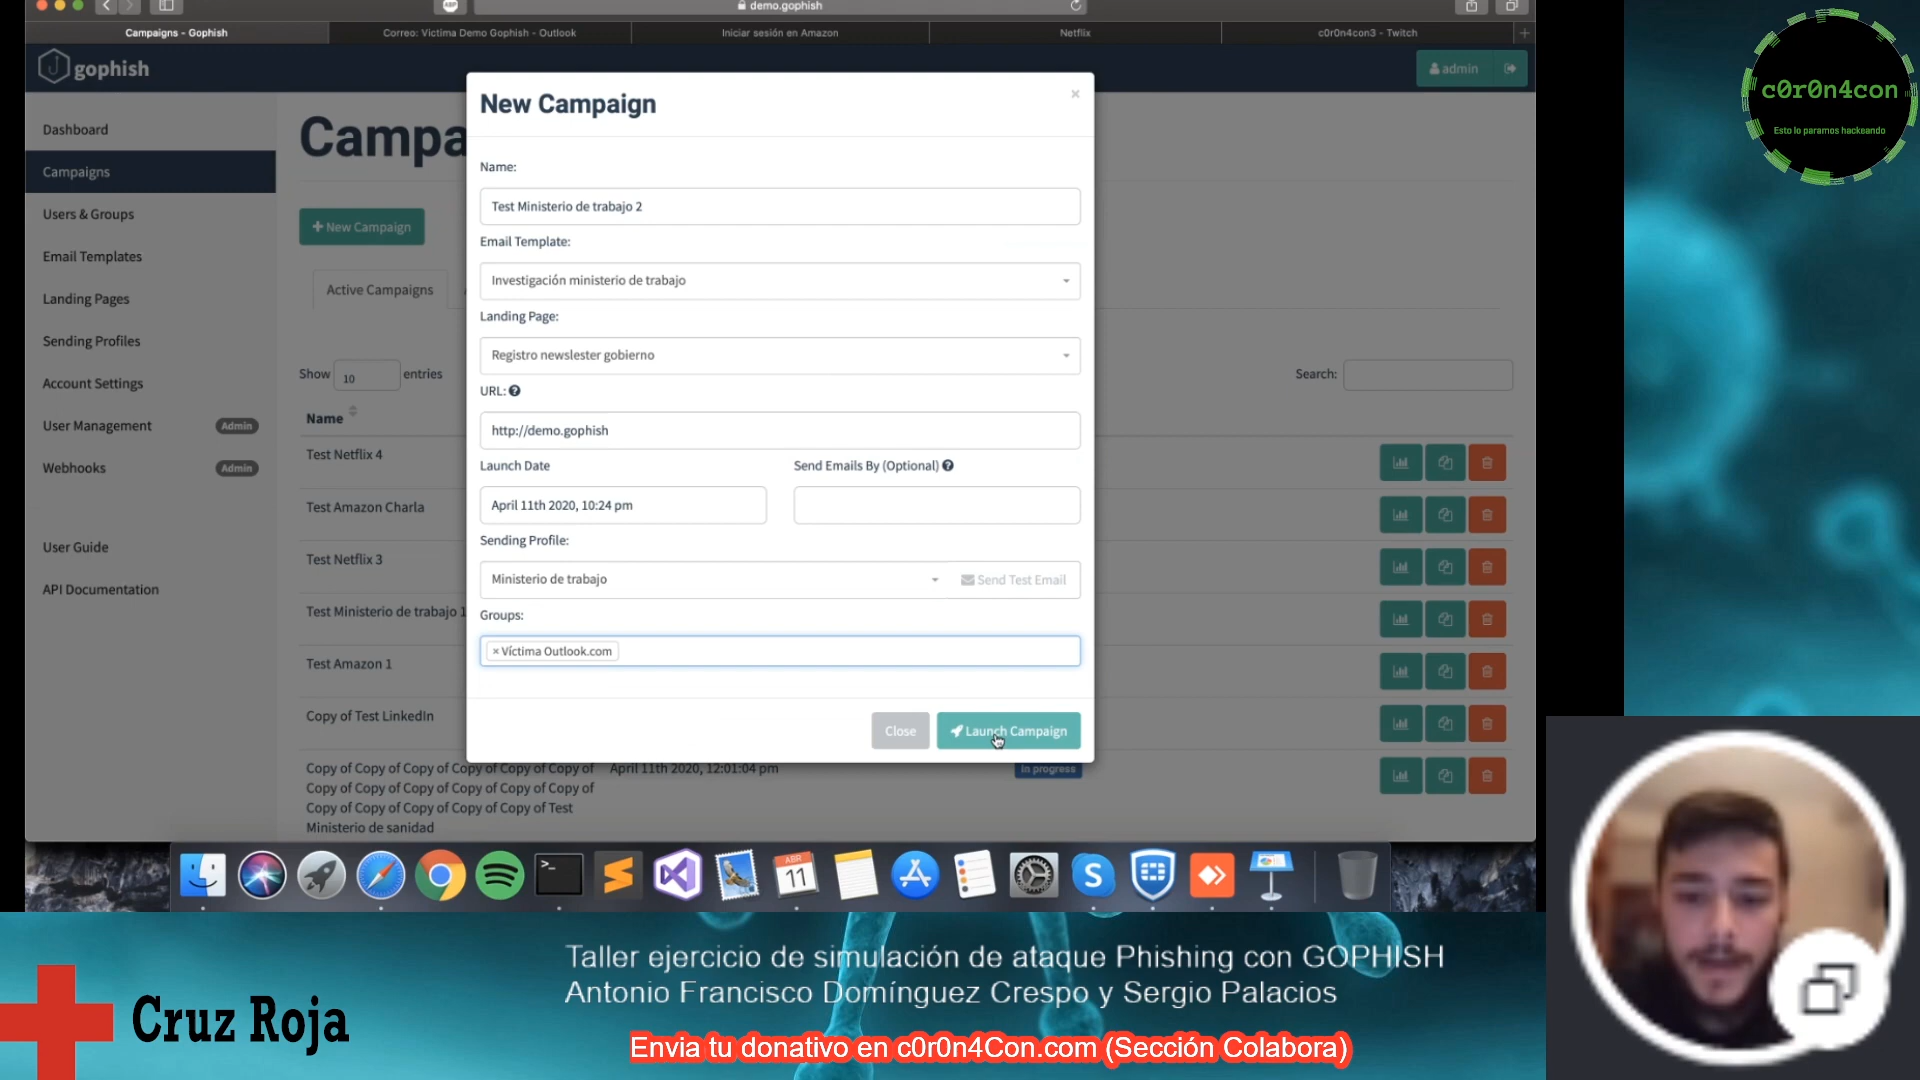 demo.gophish
Campaigns - Gophish
Correo: Victima Demo Gophish - Outlook
Iniciar sesión en Amazon
Netflix
c0r0n4con3 - Twitch
gophish
admin
Dashboard
Campaigns
Users & Groups
Email Templates
Landing Pages
Sending Profiles
Account Settings
User Management Admin
Webhooks Admin
User Guide
API Documentation
Campa
New Campaign
Active Campaigns
Show 10 entries
Search:
Name
Test Netflix 4
Test Amazon Charla
Test Netflix 3
Test Ministerio de trabajo 1
Test Amazon 1
Copy of Test LinkedIn
Copy of Copy of Copy of Copy of Copy of Copy of April 11th 2020, 12:01:04 pm In progress
Copy of Copy of Copy of Copy of Copy of Copy of
Copy of Copy of Copy of Copy of Copy of Test
Ministerio de sanidad
New Campaign
×
Name:
Test Ministerio de trabajo 2
Email Template:
Investigación ministerio de trabajo
Landing Page:
Registro newslester gobierno
URL:
http://demo.gophish
Launch Date
Send Emails By (Optional)
April 11th 2020, 10:24 pm
Sending Profile:
Ministerio de trabajo
Send Test Email
Groups:
× Víctima Outlook.com
Close
Launch Campaign
ABR
11
c0r0n4con
Esto lo paramos hackeando
Cruz Roja
Taller ejercicio de simulación de ataque Phishing con GOPHISH
Antonio Francisco Domínguez Crespo y Sergio Palacios
Envia tu donativo en c0r0n4Con.com (Sección Colabora)